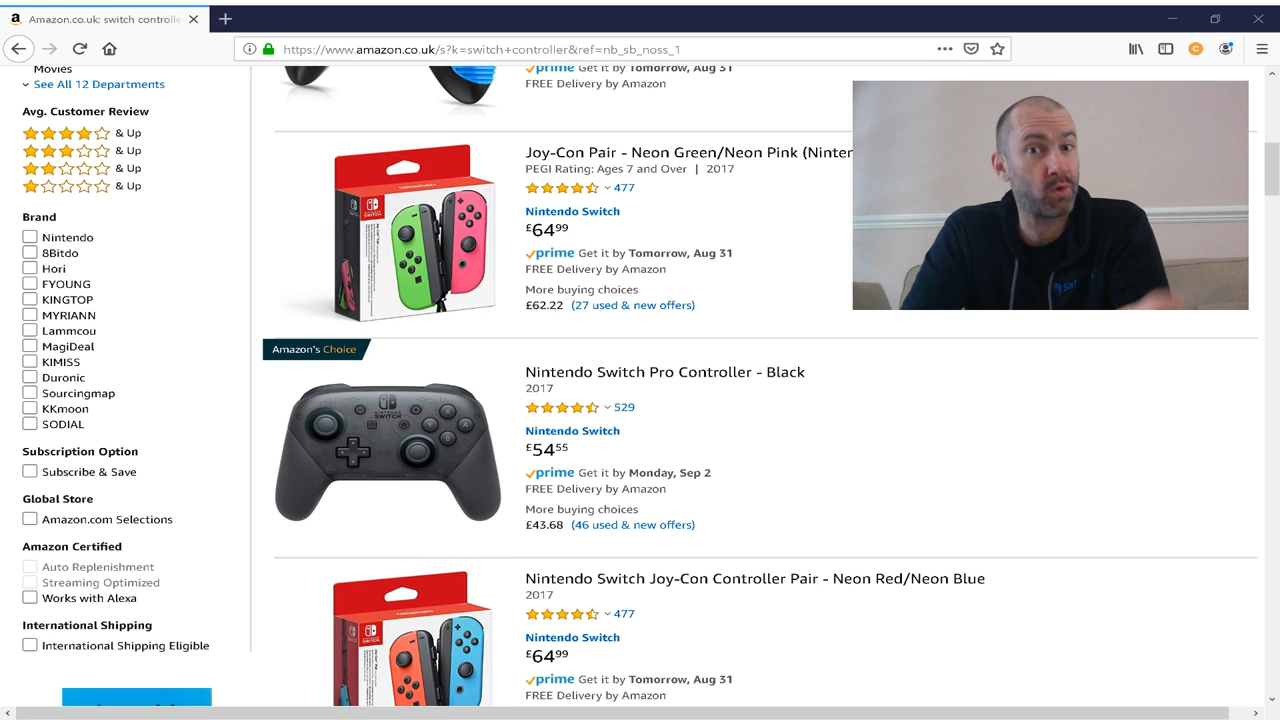 Amazon.co.uk: switch controlle
https://www.amazon.co.uk/s?k=switch+controller&ref=nb_sb_noss_1
Movies
See All 12 Departments
Avg. Customer Review
& Up
& Up
& Up
& Up
Brand
Nintendo
8Bitdo
Hori
FYOUNG
KINGTOP
MYRIANN
Lammcou
MagiDeal
KIMISS
Duronic
Sourcingmap
KKmoon
SODIAL
Subscription Option
Subscribe & Save
Global Store
Amazon.com Selections
Amazon Certified
Auto Replenishment
Streaming Optimized
Works with Alexa
International Shipping
International Shipping Eligible
prime Get it by Tomorrow, Aug 31
FREE Delivery by Amazon
Joy-Con Pair - Neon Green/Neon Pink (Ninten
PEGI Rating: Ages 7 and Over | 2017
477
Nintendo Switch
£64⁹⁹
prime Get it by Tomorrow, Aug 31
FREE Delivery by Amazon
More buying choices
£62.22 (27 used & new offers)
Amazon's Choice
NINTENDO
SWITCH
X
Y
A
B
Nintendo Switch Pro Controller - Black
2017
529
Nintendo Switch
£54⁵⁵
prime Get it by Monday, Sep 2
FREE Delivery by Amazon
More buying choices
£43.68 (46 used & new offers)
Nintendo Switch Joy-Con Controller Pair - Neon Red/Neon Blue
2017
477
Nintendo Switch
£64⁹⁹
prime Get it by Tomorrow, Aug 31
FREE Delivery by Amazon